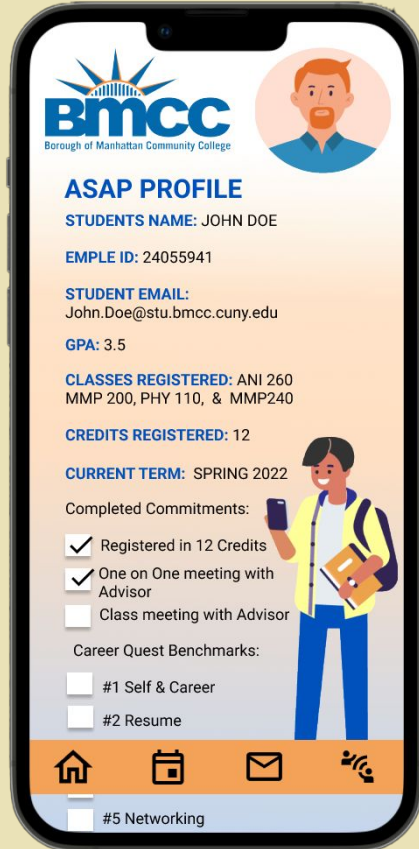 BMCC
Borough of Manhattan Community College
ASAP PROFILE
STUDENTS NAME: JOHN DOE
EMPLE ID: 24055941
STUDENT EMAIL:
John.Doe@stu.bmcc.cuny.edu
GPA: 3.5
CLASSES REGISTERED: ANI 260
MMP 200, PHY 110, & MMP240
CREDITS REGISTERED: 12
CURRENT TERM: SPRING 2022
Completed Commitments:
Registered in 12 Credits
One on One meeting with
Advisor
Class meeting with Advisor
Career Quest Benchmarks:
#1 Self & Career
#2 Resume
#5 Networking